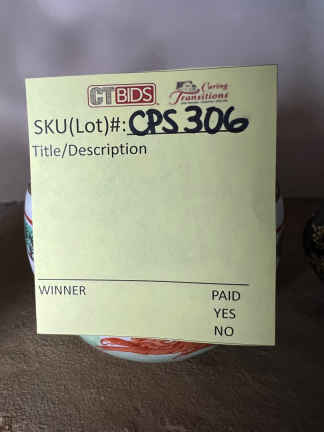 CTBIDS Caring Transitions
SKU(Lot)#: CPS 306
Title/Description
WINNER
PAID
YES
NO